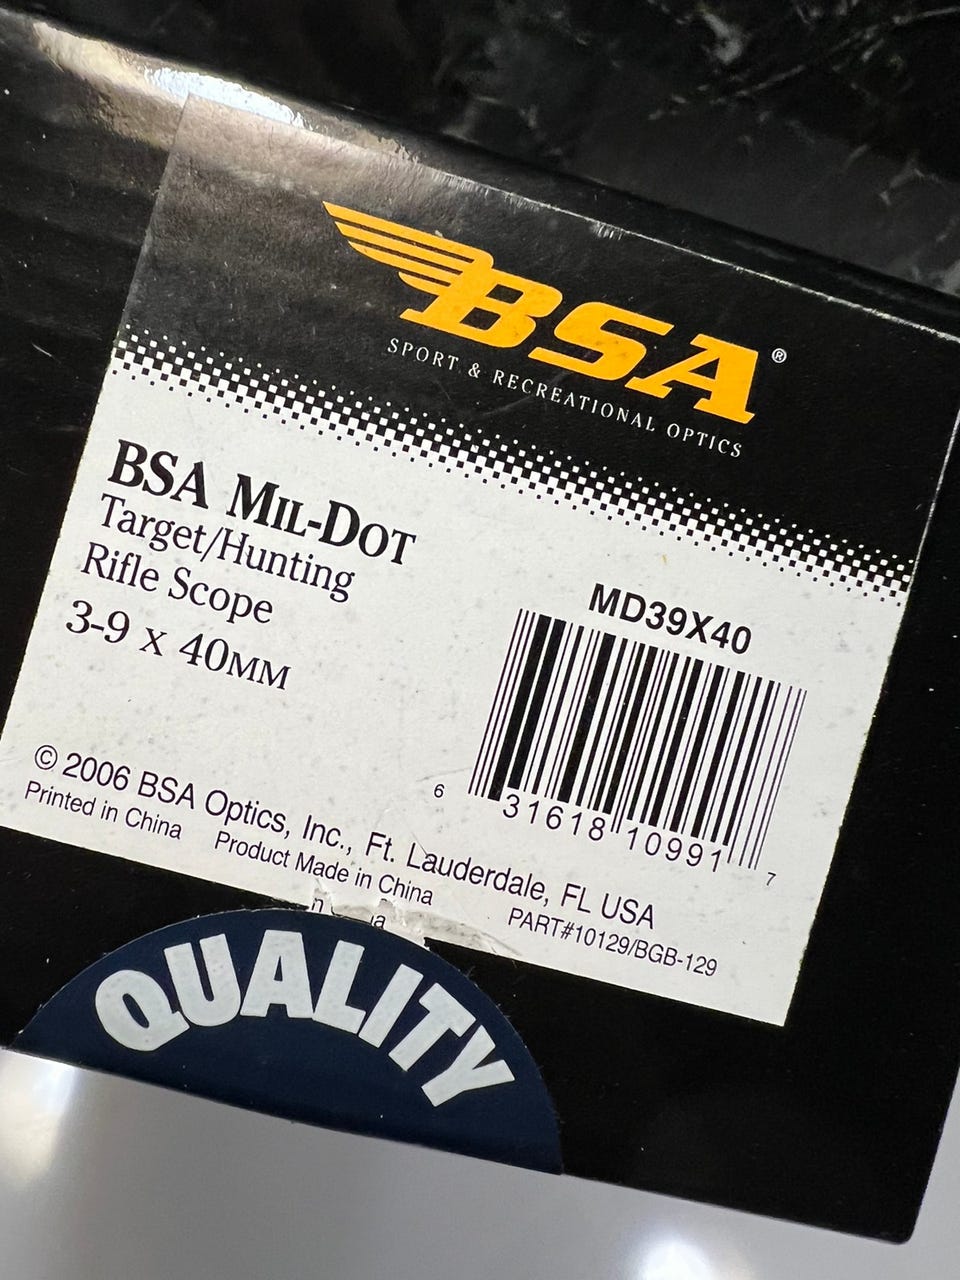 BSA®
SPORT & RECREATIONAL OPTICS
BSA MIL-DOT
Target/Hunting
Rifle Scope
3-9 x 40MM
MD39X40
6 31618 10991 7
© 2006 BSA Optics, Inc., Ft. Lauderdale, FL USA
Printed in China Product Made in China PART#10129/BGB-129
QUALITY